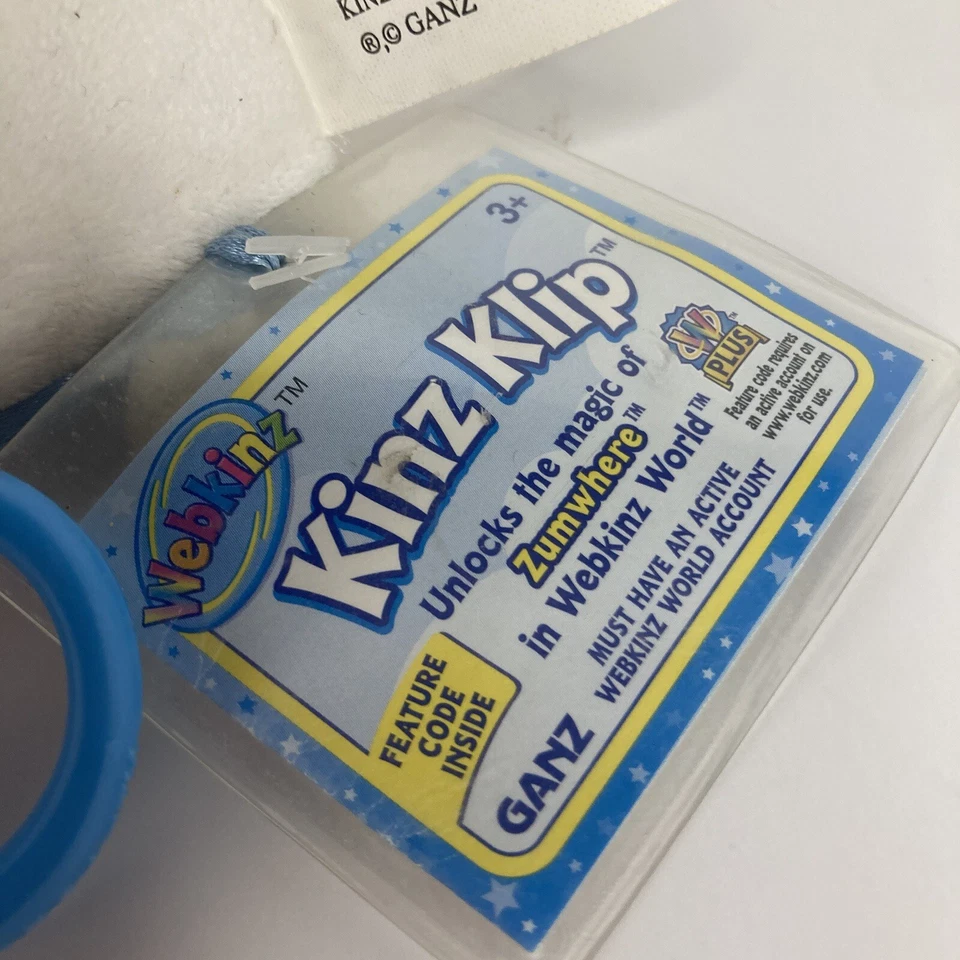 ®,© GANZ
3+
Webkinz™
Kinz Klip™
Unlocks the magic of
Zumwhere™
in Webkinz World™
MUST HAVE AN ACTIVE
WEBKINZ WORLD ACCOUNT
W™
PLUS
Feature code requires
an active account on
www.webkinz.com
for use.
FEATURE
CODE
INSIDE
GANZ